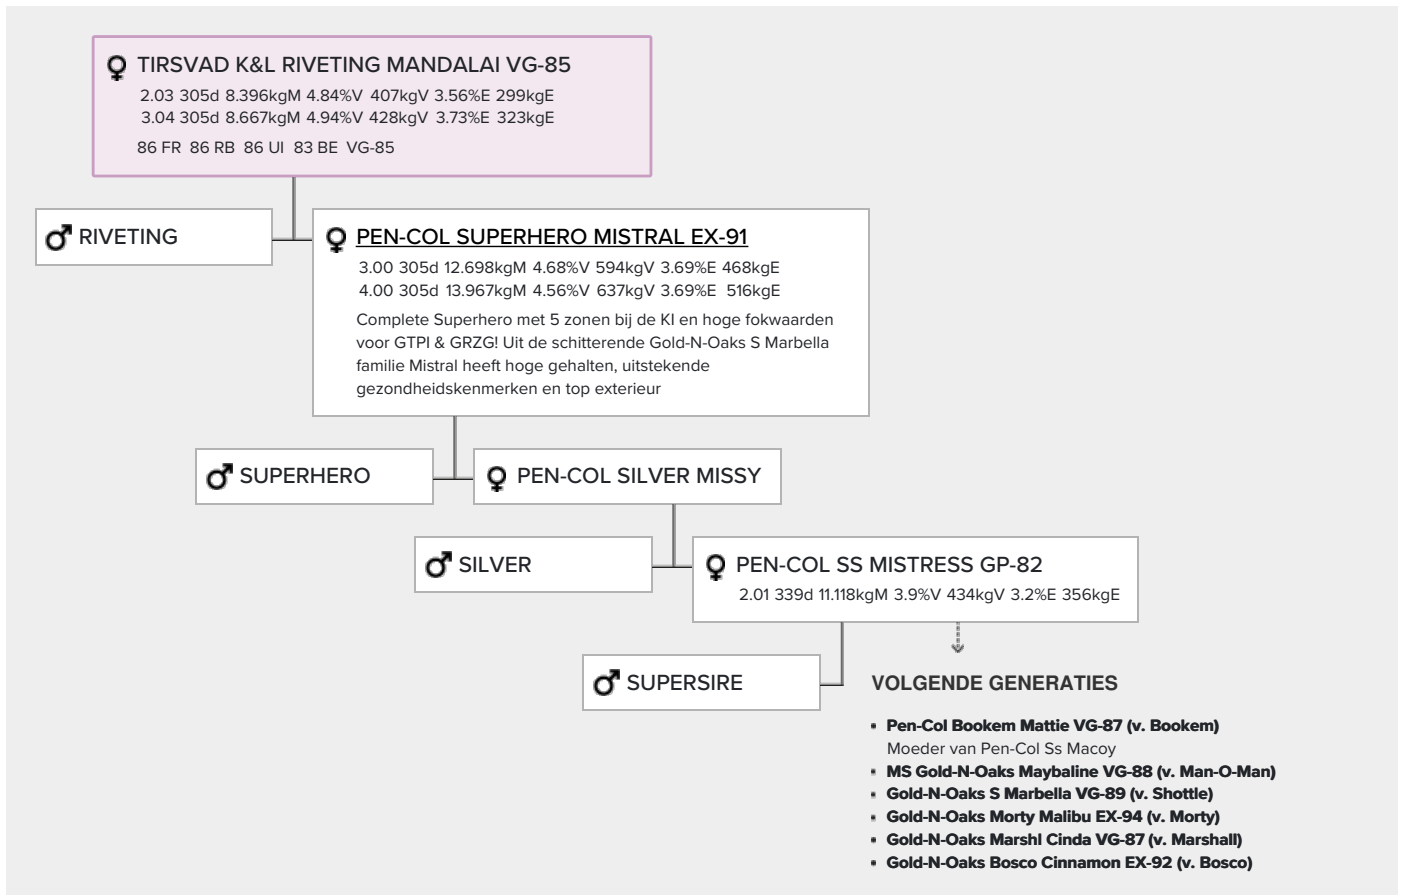 TIRSVAD K&L RIVETING MANDALAI VG-85
2.03 305d 8.396kgM 4.84%V 407kgV 3.56%E 299kgE
3.04 305d 8.667kgM 4.94%V 428kgV 3.73%E 323kgE
86 FR 86 RB 86 UI 83 BE VG-85
RIVETING
PEN-COL SUPERHERO MISTRAL EX-91
3.00 305d 12.698kgM 4.68%V 594kgV 3.69%E 468kgE
4.00 305d 13.967kgM 4.56%V 637kgV 3.69%E 516kgE
Complete Superhero met 5 zonen bij de KI en hoge fokwaarden
voor GTPI & GRZG! Uit de schitterende Gold-N-Oaks S Marbella
familie Mistral heeft hoge gehalten, uitstekende
gezondheidskenmerken en top exterieur
SUPERHERO
PEN-COL SILVER MISSY
SILVER
PEN-COL SS MISTRESS GP-82
2.01 339d 11.118kgM 3.9%V 434kgV 3.2%E 356kgE
SUPERSIRE
VOLGENDE GENERATIES
• Pen-Col Bookem Mattie VG-87 (v. Bookem)
Moeder van Pen-Col Ss Macoy
• MS Gold-N-Oaks Maybaline VG-88 (v. Man-O-Man)
• Gold-N-Oaks S Marbella VG-89 (v. Shottle)
• Gold-N-Oaks Morty Malibu EX-94 (v. Morty)
• Gold-N-Oaks Marshl Cinda VG-87 (v. Marshall)
• Gold-N-Oaks Bosco Cinnamon EX-92 (v. Bosco)